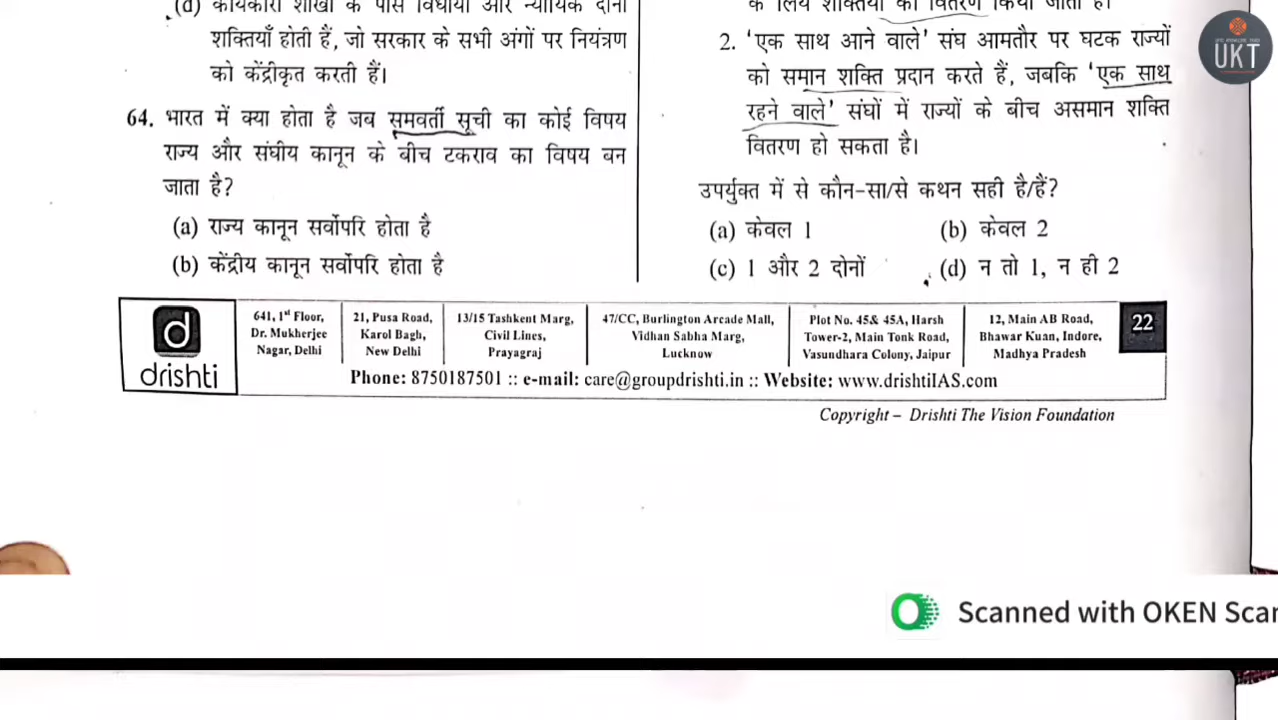 (d) कार्यकारी शाखा के पास विधायी और न्यायिक दोनों
शक्तियाँ होती हैं, जो सरकार के सभी अंगों पर नियंत्रण
को केंद्रीकृत करती हैं।
64. भारत में क्या होता है जब समवर्ती सूची का कोई विषय
राज्य और संघीय कानून के बीच टकराव का विषय बन
जाता है?
(a) राज्य कानून सर्वोपरि होता है
(b) केंद्रीय कानून सर्वोपरि होता है
के लिये शक्तियों का वितरण किया जाता है।
2. ‘एक साथ आने वाले’ संघ आमतौर पर घटक राज्यों
को समान शक्ति प्रदान करते हैं, जबकि ‘एक साथ
रहने वाले’ संघों में राज्यों के बीच असमान शक्ति
वितरण हो सकता है।
उपर्युक्त में से कौन-सा/से कथन सही है/हैं?
(a) केवल 1 (b) केवल 2
(c) 1 और 2 दोनों (d) न तो 1, न ही 2
UKT
drishti
641, 1st Floor,
Dr. Mukherjee
Nagar, Delhi
21, Pusa Road,
Karol Bagh,
New Delhi
13/15 Tashkent Marg,
Civil Lines,
Prayagraj
47/CC, Burlington Arcade Mall,
Vidhan Sabha Marg,
Lucknow
Plot No. 45& 45A, Harsh
Tower-2, Main Tonk Road,
Vasundhara Colony, Jaipur
12, Main AB Road,
Bhawar Kuan, Indore,
Madhya Pradesh
22
Phone: 8750187501 :: e-mail: care@groupdrishti.in :: Website: www.drishtiIAS.com
Copyright – Drishti The Vision Foundation
Scanned with OKEN Scan